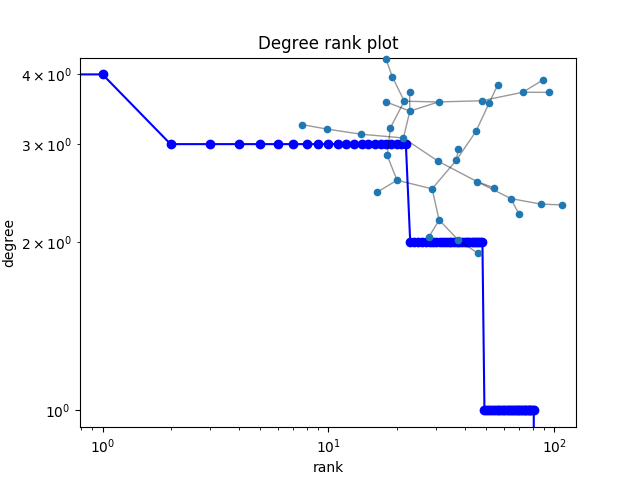 Degree rank plot
degree
4 × 10⁰
3 × 10⁰
2 × 10⁰
10⁰
10⁰
10¹
10²
rank